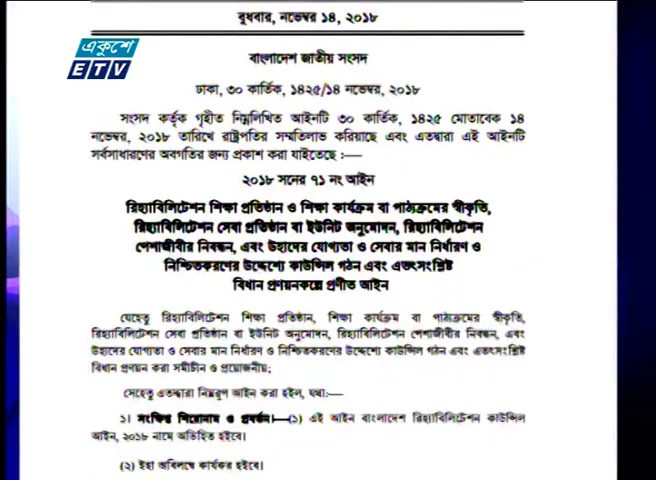 বুধবার, নভেম্বর ১৪, ২০১৮
একুশে
ETV
বাংলাদেশ জাতীয় সংসদ
ঢাকা, ৩০ কার্তিক, ১৪২৫/১৪ নভেম্বর, ২০১৮
সংসদ কর্তৃক গৃহীত নিম্নলিখিত আইনটি ৩০ কার্তিক, ১৪২৫ মোতাবেক ১৪
নভেম্বর, ২০১৮ তারিখে রাষ্ট্রপতির সম্মতিলাভ করিয়াছে এবং এতদ্বারা এই আইনটি
সর্বসাধারণের অবগতির জন্য প্রকাশ করা যাইতেছে :—
২০১৮ সনের ৭১ নং আইন
রিহ্যাবিলিটেশন শিক্ষা প্রতিষ্ঠান ও শিক্ষা কার্যক্রম বা পাঠ্যক্রমের স্বীকৃতি,
রিহ্যাবিলিটেশন সেবা প্রতিষ্ঠান বা ইউনিট অনুমোদন, রিহ্যাবিলিটেশন
পেশাজীবীর নিবন্ধন, এবং উহাদের যোগ্যতা ও সেবার মান নির্ধারণ ও
নিশ্চিতকরণের উদ্দেশ্যে কাউন্সিল গঠন এবং এতৎসংশ্লিষ্ট
বিধান প্রণয়নকল্পে প্রণীত আইন
যেহেতু রিহ্যাবিলিটেশন শিক্ষা প্রতিষ্ঠান, শিক্ষা কার্যক্রম বা পাঠ্যক্রমের স্বীকৃতি,
রিহ্যাবিলিটেশন সেবা প্রতিষ্ঠান বা ইউনিট অনুমোদন, রিহ্যাবিলিটেশন পেশাজীবীর নিবন্ধন, এবং
উহাদের যোগ্যতা ও সেবার মান নির্ধারণ ও নিশ্চিতকরণের উদ্দেশ্যে কাউন্সিল গঠন এবং এতৎসংশ্লিষ্ট
বিধান প্রণয়ন করা সমীচীন ও প্রয়োজনীয়;
সেহেতু এতদ্বারা নিম্নরূপ আইন করা হইল, যথা:—
১। সংক্ষিপ্ত শিরোনাম ও প্রবর্তন।—(১) এই আইন বাংলাদেশ রিহ্যাবিলিটেশন কাউন্সিল
আইন, ২০১৮ নামে অভিহিত হইবে।
(২) ইহা অবিলম্বে কার্যকর হইবে।